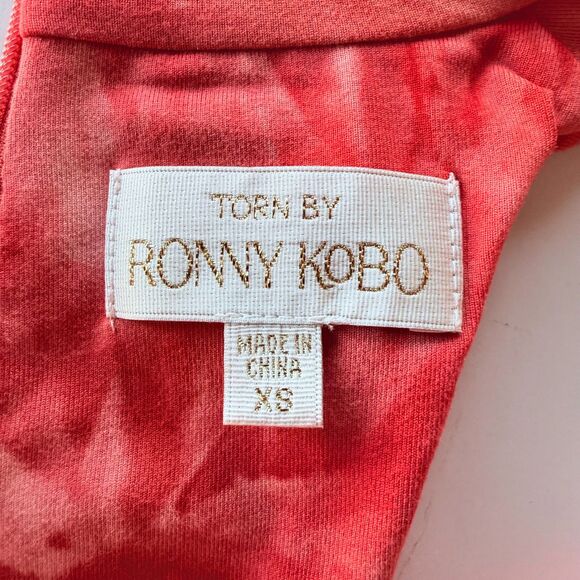 TORN BY
RONNY KOBO
MADE IN
CHINA
XS